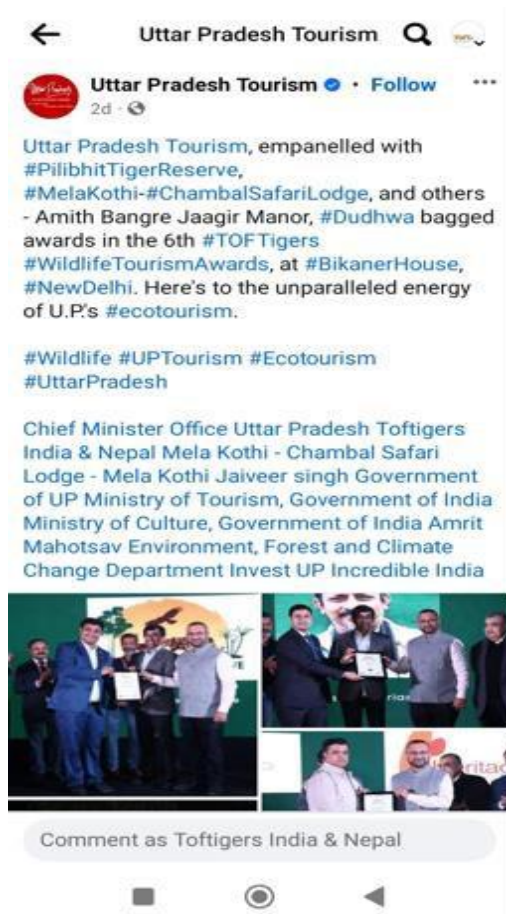 Uttar Pradesh Tourism
Uttar Pradesh Tourism • Follow
2d
Uttar Pradesh Tourism, empanelled with
#PilibhitTigerReserve,
#MelaKothi-#ChambalSafariLodge, and others
- Amith Bangre Jaagir Manor, #Dudhwa bagged
awards in the 6th #TOFTigers
#WildlifeTourismAwards, at #BikanerHouse,
#NewDelhi. Here's to the unparalleled energy
of U.P.'s #ecotourism.
#Wildlife #UPTourism #Ecotourism
#UttarPradesh
Chief Minister Office Uttar Pradesh Toftigers
India & Nepal Mela Kothi - Chambal Safari
Lodge - Mela Kothi Jaiveer singh Government
of UP Ministry of Tourism, Government of India
Ministry of Culture, Government of India Amrit
Mahotsav Environment, Forest and Climate
Change Department Invest UP Incredible India
Comment as Toftigers India & Nepal